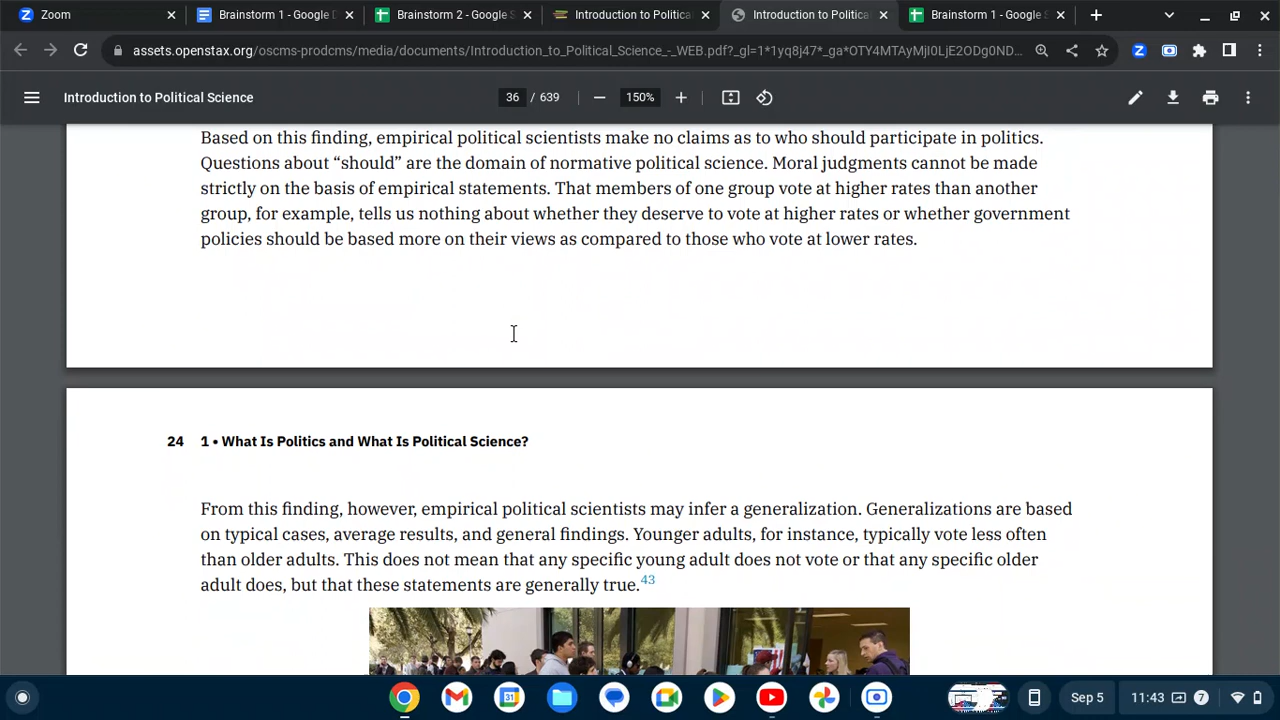 Zoom
Brainstorm 1 - Google D
Brainstorm 2 - Google S
Introduction to Political
Introduction to Political
Brainstorm 1 - Google S
assets.openstax.org/oscms-prodcms/media/documents/Introduction_to_Political_Science_-_WEB.pdf?_gl=1*1yq8j47*_ga*OTY4MTAyMjI0LjE2ODg0ND...
Introduction to Political Science
36 / 639
150%
Based on this finding, empirical political scientists make no claims as to who should participate in politics.
Questions about “should” are the domain of normative political science. Moral judgments cannot be made
strictly on the basis of empirical statements. That members of one group vote at higher rates than another
group, for example, tells us nothing about whether they deserve to vote at higher rates or whether government
policies should be based more on their views as compared to those who vote at lower rates.
24 1 • What Is Politics and What Is Political Science?
From this finding, however, empirical political scientists may infer a generalization. Generalizations are based
on typical cases, average results, and general findings. Younger adults, for instance, typically vote less often
than older adults. This does not mean that any specific young adult does not vote or that any specific older
adult does, but that these statements are generally true.43
31
Sep 5
11:43
7